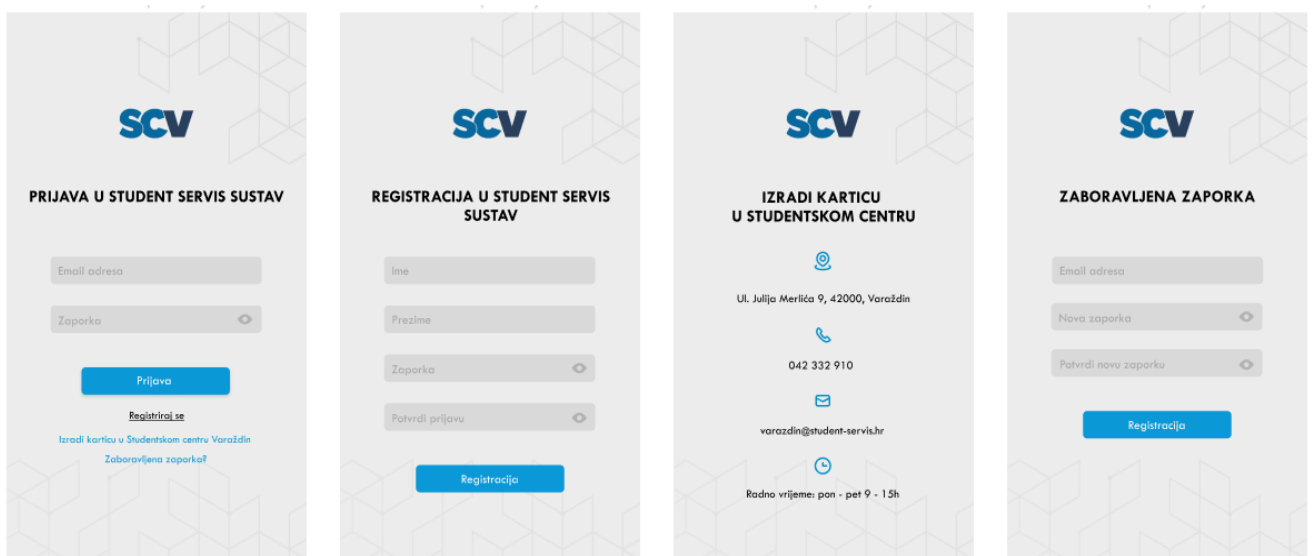 SCV
PRIJAVA U STUDENT SERVIS SUSTAV
Email adresa
Zaporka
Prijava
Registriraj se
Izradi karticu u Studentskom centru Varaždin
Zaboravljena zaporka?
SCV
REGISTRACIJA U STUDENT SERVIS
SUSTAV
Ime
Prezime
Zaporka
Potvrdi prijavu
Registracija
SCV
IZRADI KARTICU
U STUDENTSKOM CENTRU
Ul. Julija Merlića 9, 42000, Varaždin
042 332 910
varazdin@student-servis.hr
Radno vrijeme: pon - pet 9 - 15h
SCV
ZABORAVLJENA ZAPORKA
Email adresa
Nova zaporka
Potvrdi novu zaporku
Registracija